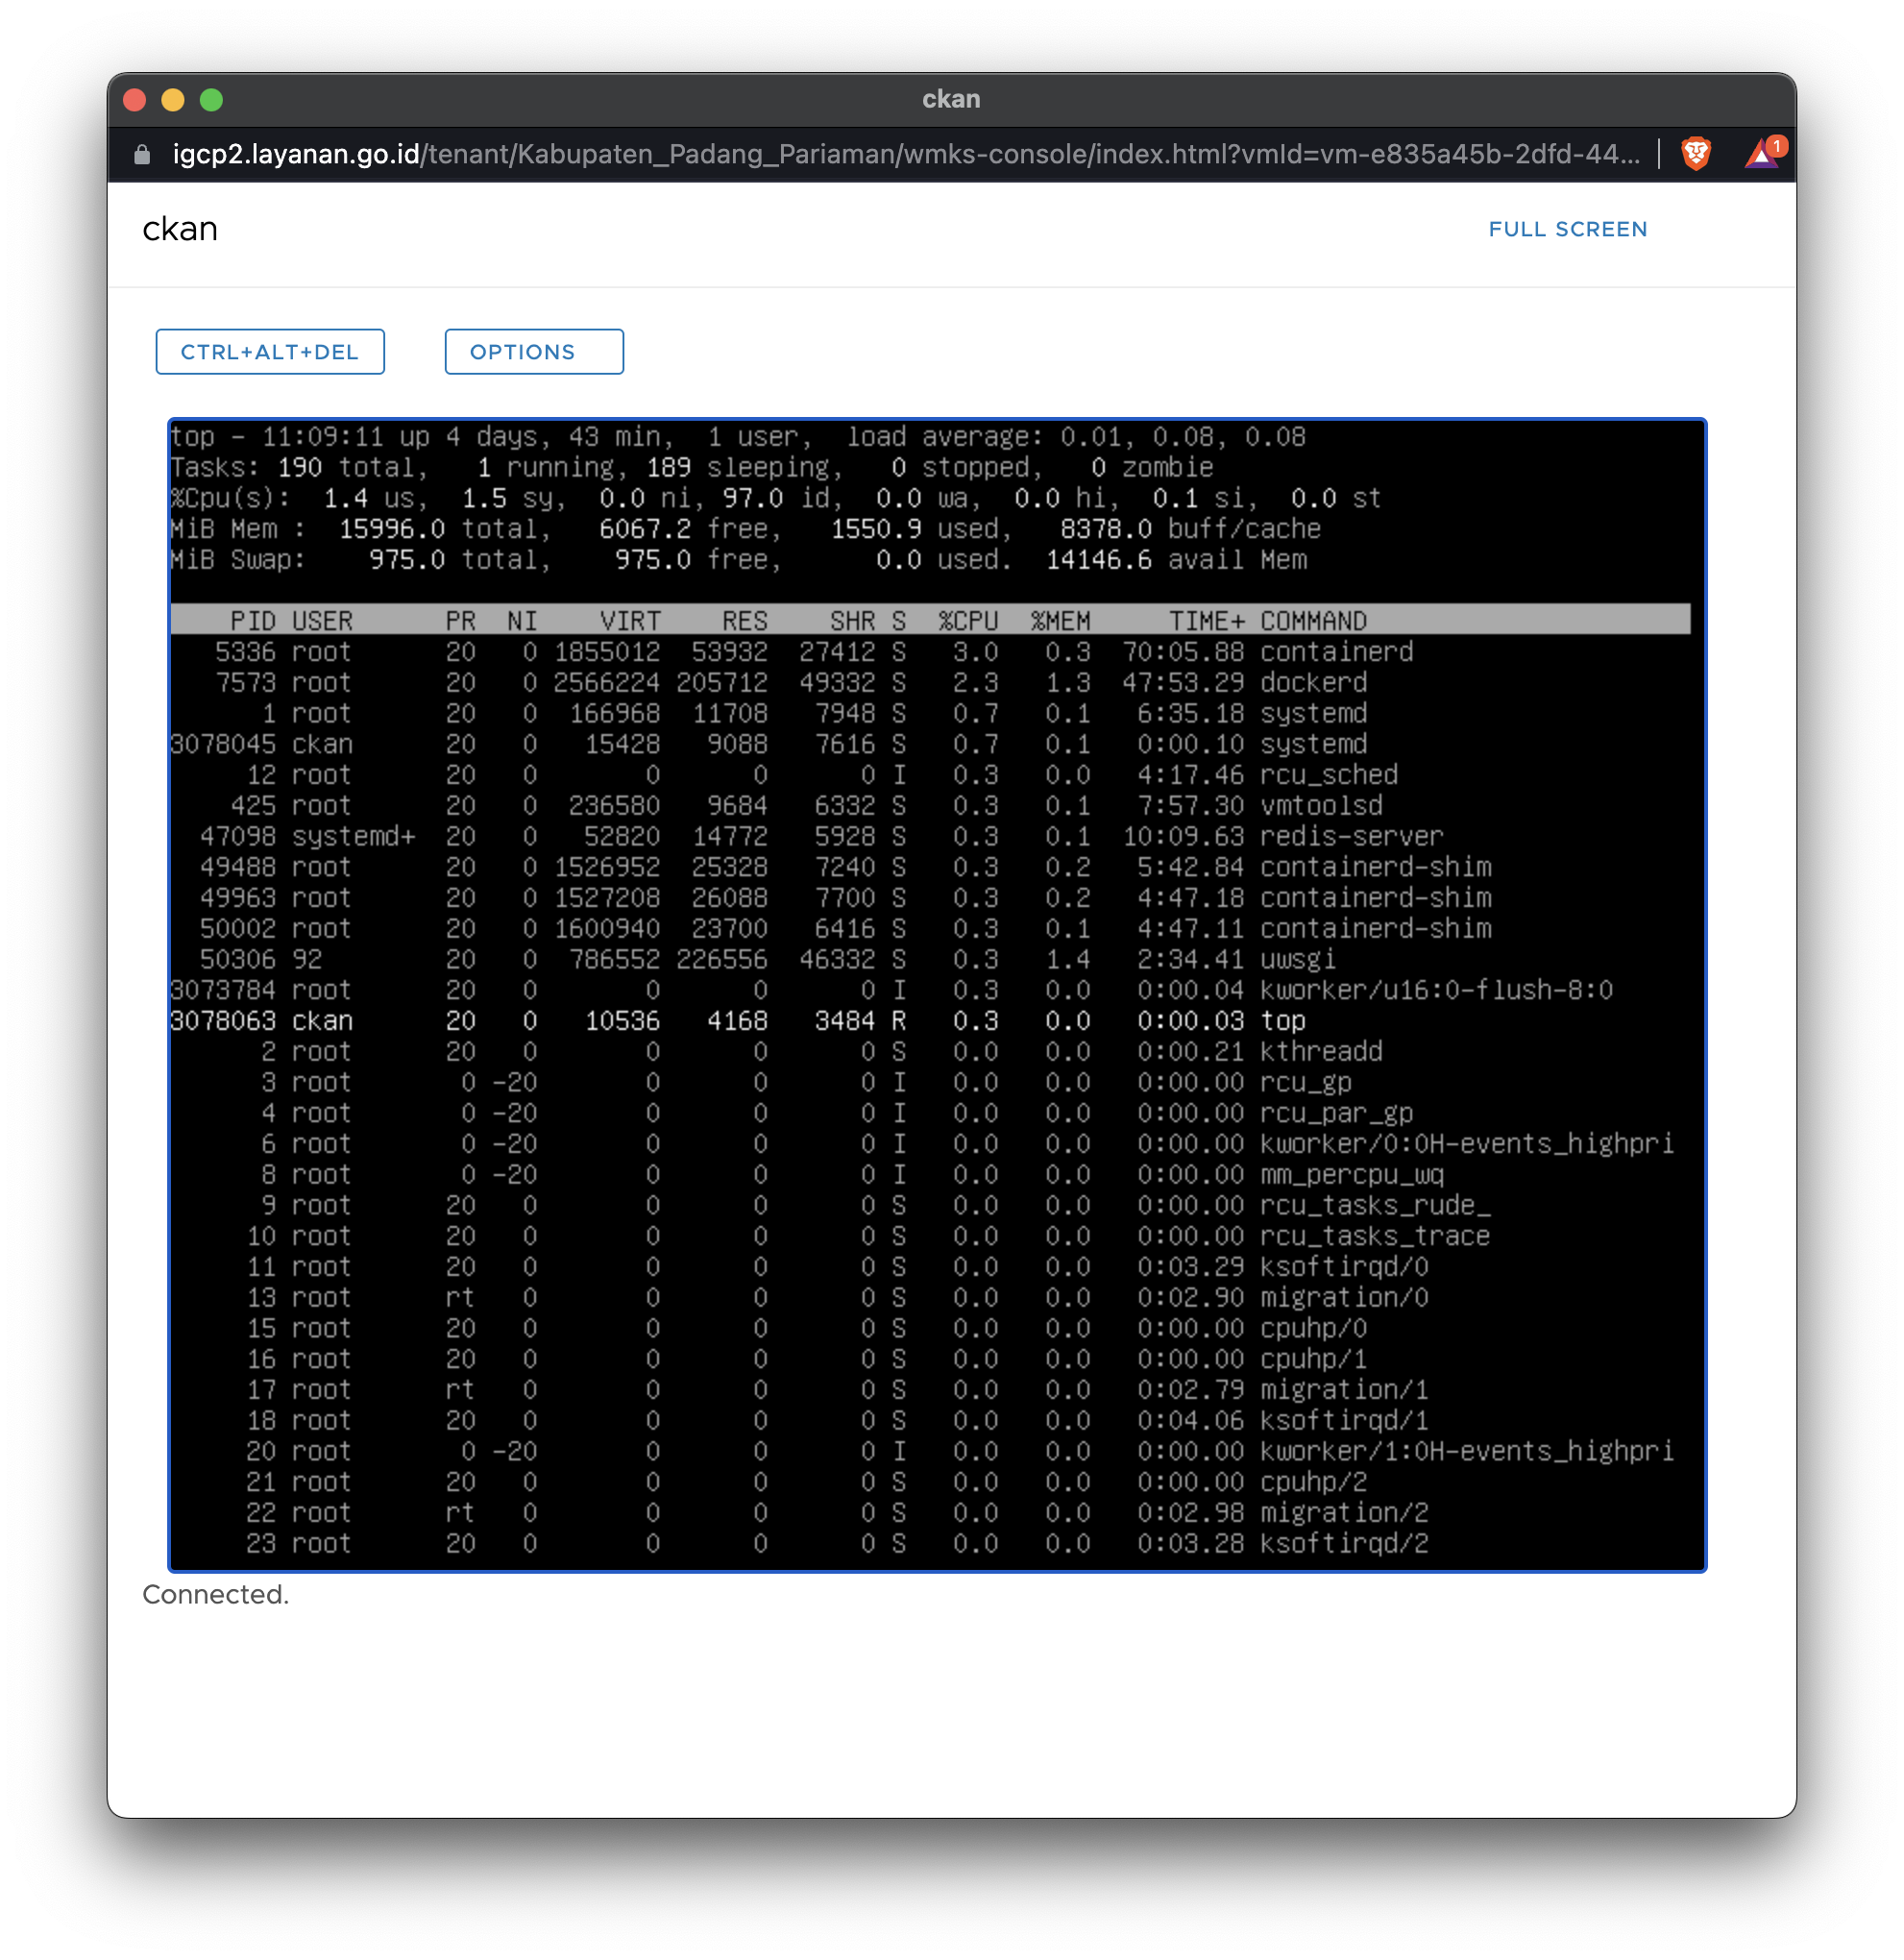 ckan
igcp2.layanan.go.id/tenant/Kabupaten_Padang_Pariaman/wmks-console/index.html?vmId=vm-e835a45b-2dfd-44... 1
ckan FULL SCREEN
CTRL+ALT+DEL OPTIONS
top - 11:09:11 up 4 days, 43 min, 1 user, load average: 0.01, 0.08, 0.08
Tasks: 190 total, 1 running, 189 sleeping, 0 stopped, 0 zombie
%Cpu(s): 1.4 us, 1.5 sy, 0.0 ni, 97.0 id, 0.0 wa, 0.0 hi, 0.1 si, 0.0 st
MiB Mem : 15996.0 total, 6067.2 free, 1550.9 used, 8378.0 buff/cache
MiB Swap: 975.0 total, 975.0 free, 0.0 used. 14146.6 avail Mem
PID USER PR NI VIRT RES SHR S %CPU %MEM TIME+ COMMAND
5336 root 20 0 1855012 53932 27412 S 3.0 0.3 70:05.88 containerd
7573 root 20 0 2566224 205712 49332 S 2.3 1.3 47:53.29 dockerd
1 root 20 0 166968 11708 7948 S 0.7 0.1 6:35.18 systemd
3078045 ckan 20 0 15428 9088 7616 S 0.7 0.1 0:00.10 systemd
12 root 20 0 0 0 0 I 0.3 0.0 4:17.46 rcu_sched
425 root 20 0 236580 9684 6332 S 0.3 0.1 7:57.30 vmtoolsd
47098 systemd+ 20 0 52820 14772 5928 S 0.3 0.1 10:09.63 redis-server
49488 root 20 0 1526952 25328 7240 S 0.3 0.2 5:42.84 containerd-shim
49963 root 20 0 1527208 26088 7700 S 0.3 0.2 4:47.18 containerd-shim
50002 root 20 0 1600940 23700 6416 S 0.3 0.1 4:47.11 containerd-shim
50306 92 20 0 786552 226556 46332 S 0.3 1.4 2:34.41 uwsgi
3073784 root 20 0 0 0 0 I 0.3 0.0 0:00.04 kworker/u16:0-flush-8:0
3078063 ckan 20 0 10536 4168 3484 R 0.3 0.0 0:00.03 top
2 root 20 0 0 0 0 S 0.0 0.0 0:00.21 kthreadd
3 root 0 -20 0 0 0 I 0.0 0.0 0:00.00 rcu_gp
4 root 0 -20 0 0 0 I 0.0 0.0 0:00.00 rcu_par_gp
6 root 0 -20 0 0 0 I 0.0 0.0 0:00.00 kworker/0:0H-events_highpri
8 root 0 -20 0 0 0 I 0.0 0.0 0:00.00 mm_percpu_wq
9 root 20 0 0 0 0 S 0.0 0.0 0:00.00 rcu_tasks_rude_
10 root 20 0 0 0 0 S 0.0 0.0 0:00.00 rcu_tasks_trace
11 root 20 0 0 0 0 S 0.0 0.0 0:03.29 ksoftirqd/0
13 root rt 0 0 0 0 S 0.0 0.0 0:02.90 migration/0
15 root 20 0 0 0 0 S 0.0 0.0 0:00.00 cpuhp/0
16 root 20 0 0 0 0 S 0.0 0.0 0:00.00 cpuhp/1
17 root rt 0 0 0 0 S 0.0 0.0 0:02.79 migration/1
18 root 20 0 0 0 0 S 0.0 0.0 0:04.06 ksoftirqd/1
20 root 0 -20 0 0 0 I 0.0 0.0 0:00.00 kworker/1:0H-events_highpri
21 root 20 0 0 0 0 S 0.0 0.0 0:00.00 cpuhp/2
22 root rt 0 0 0 0 S 0.0 0.0 0:02.98 migration/2
23 root 20 0 0 0 0 S 0.0 0.0 0:03.28 ksoftirqd/2
Connected.